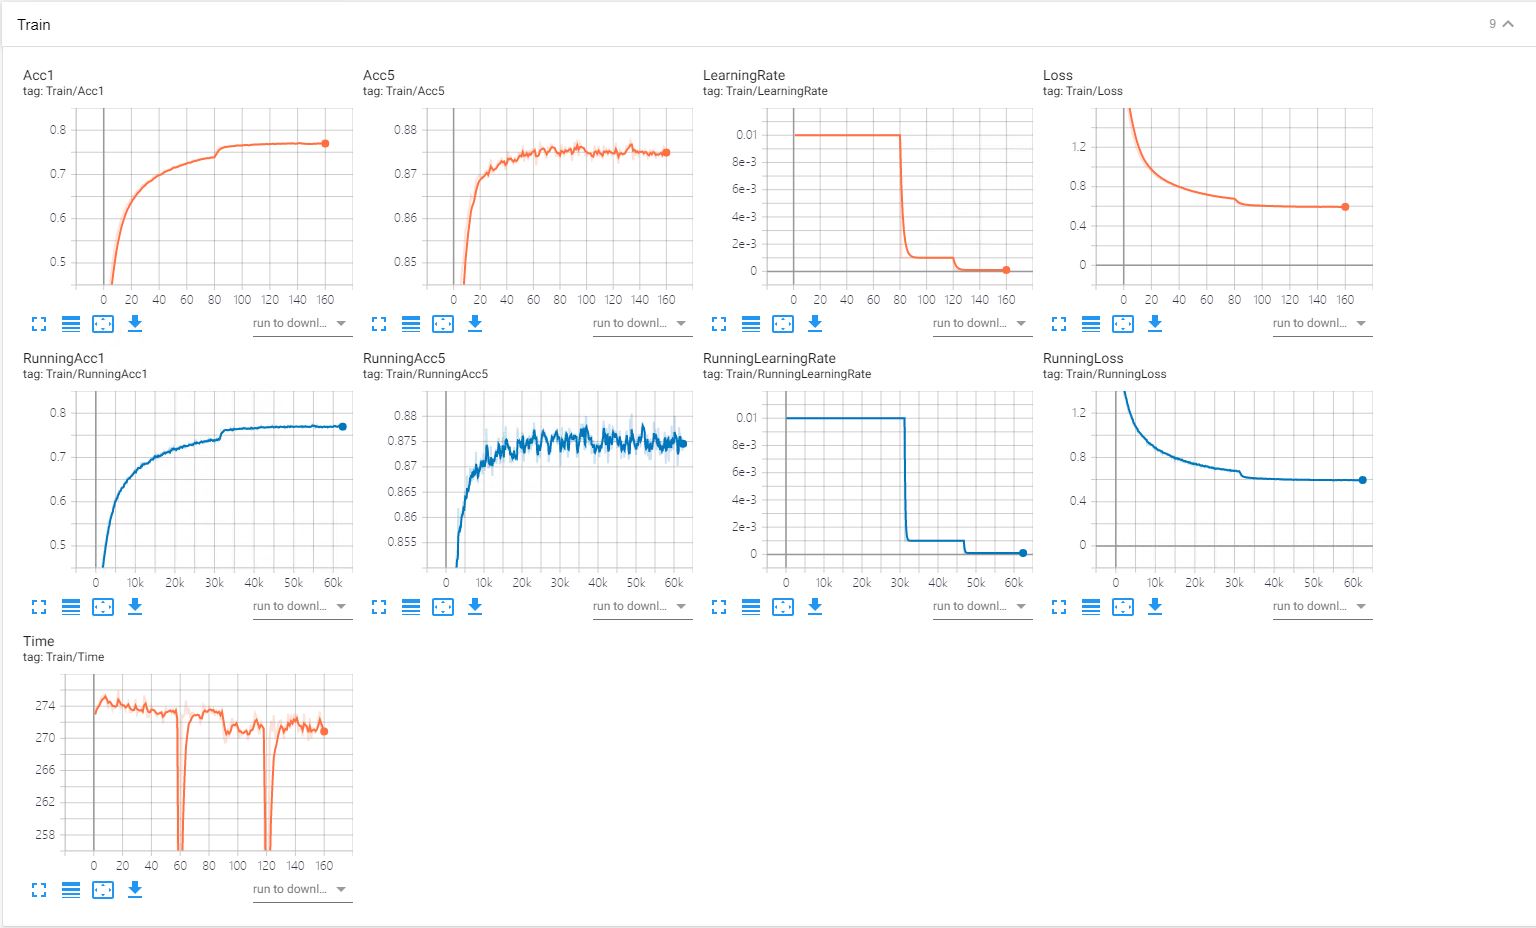 Train
9
Acc1
tag: Train/Acc1
0.8
0.7
0.6
0.5
0 20 40 60 80 100 120 140 160
run to downl...
Acc5
tag: Train/Acc5
0.88
0.87
0.86
0.85
0 20 40 60 80 100 120 140 160
run to downl...
LearningRate
tag: Train/LearningRate
0.01
8e-3
6e-3
4e-3
2e-3
0
0 20 40 60 80 100 120 140 160
run to downl...
Loss
tag: Train/Loss
1.2
0.8
0.4
0
0 20 40 60 80 100 120 140 160
run to downl...
RunningAcc1
tag: Train/RunningAcc1
0.8
0.7
0.6
0.5
0 10k 20k 30k 40k 50k 60k
run to downl...
RunningAcc5
tag: Train/RunningAcc5
0.88
0.875
0.87
0.865
0.86
0.855
0 10k 20k 30k 40k 50k 60k
run to downl...
RunningLearningRate
tag: Train/RunningLearningRate
0.01
8e-3
6e-3
4e-3
2e-3
0
0 10k 20k 30k 40k 50k 60k
run to downl...
RunningLoss
tag: Train/RunningLoss
1.2
0.8
0.4
0
0 10k 20k 30k 40k 50k 60k
run to downl...
Time
tag: Train/Time
274
270
266
262
258
0 20 40 60 80 100 120 140 160
run to downl...